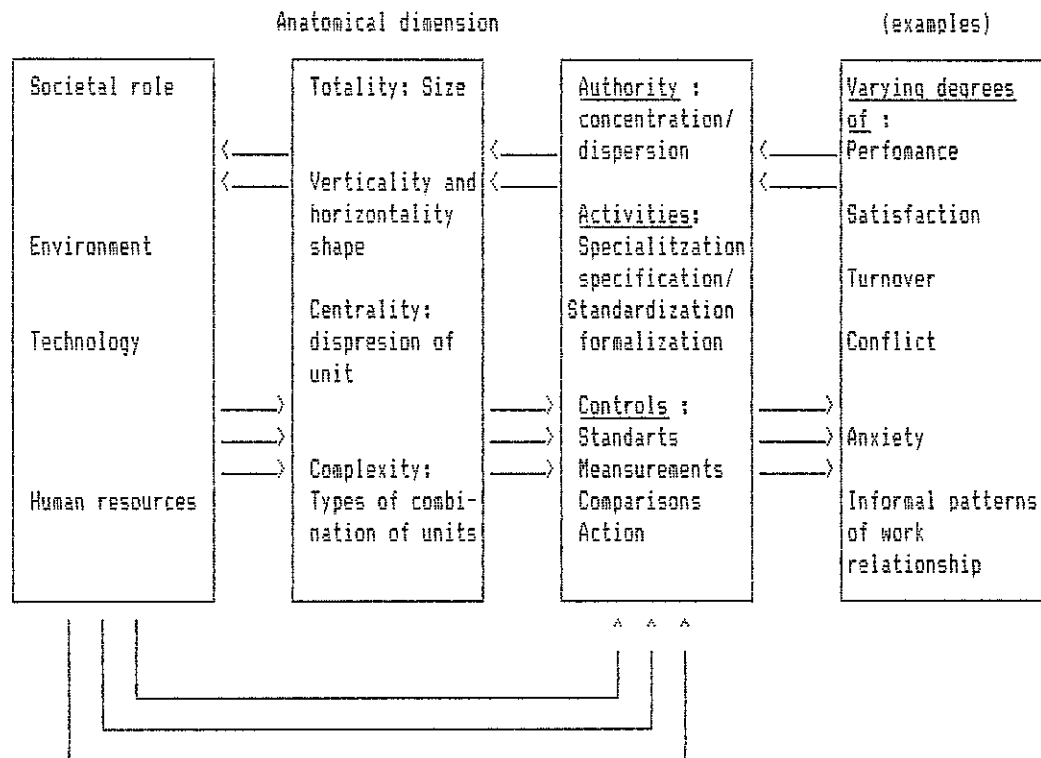 Anatomical dimension
(examples)
Societal role
Environment
Technology
Human resources
Totality: Size
Verticality and
horizontality
shape
Centrality:
dispresion of
unit
Complexity:
Types of combi-
nation of units
Authority :
concentration/
dispersion
Activities:
Specialitzation
specification/
Standardization
formalization
Controls :
Standarts
Meansurements
Comparisons
Action
Varying degrees
of :
Perfomance
Satisfaction
Turnover
Conflict
Anxiety
Informal patterns
of work
relationship